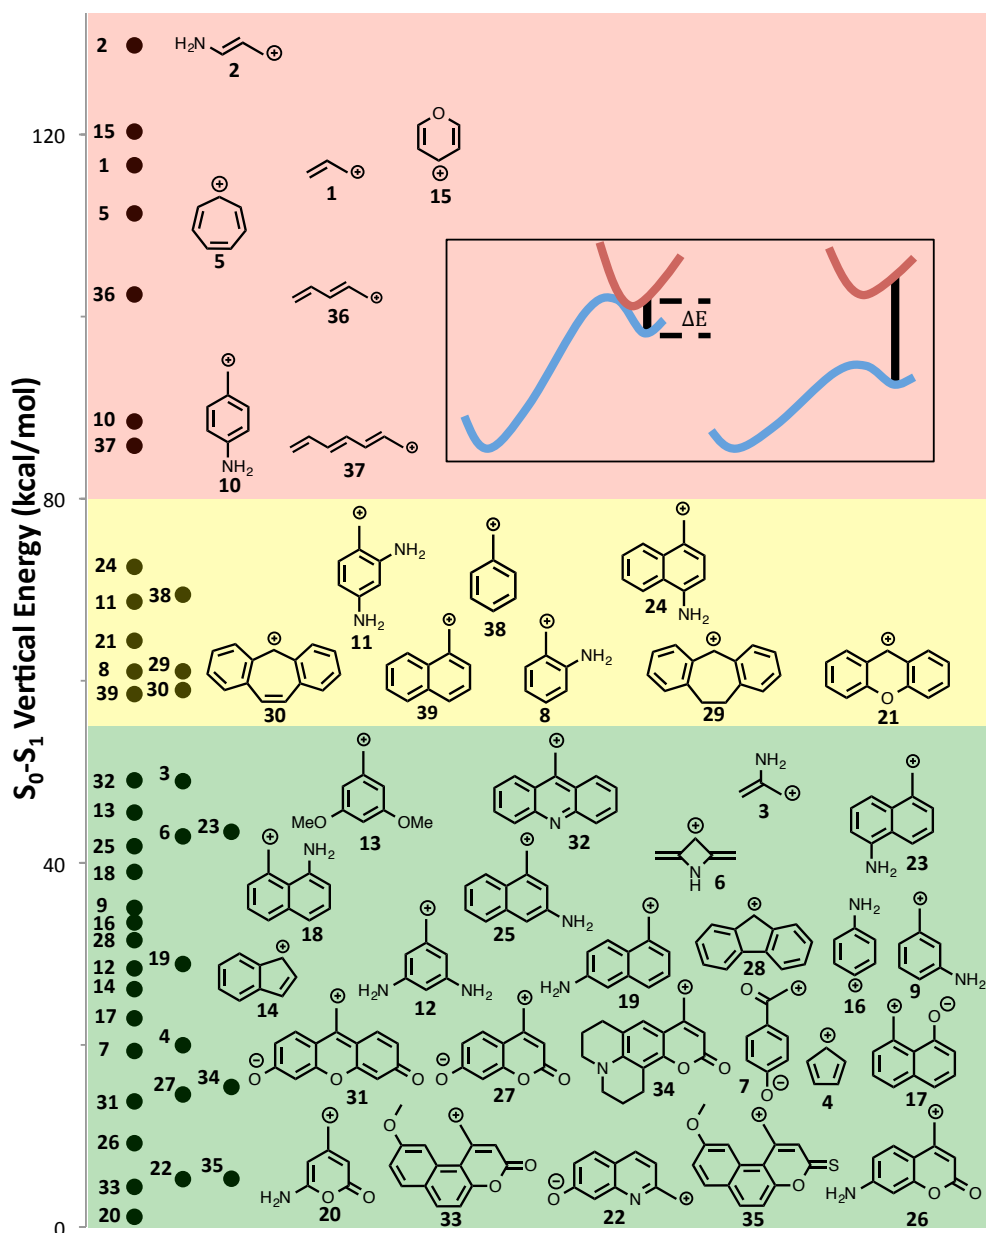 S₀-S₁ Vertical Energy (kcal/mol)
120
80
40
0
2
15
1
5
36
10
37
24
38
11
21
8
29
39
30
32
3
13
6
23
25
18
9
16
28
12
19
14
17
4
7
27
34
31
26
22
35
33
20
H₂N
⊕
2
O
⊕
15
⊕
1
⊕
5
⊕
36
⊕
NH₂
10
⊕
37
ΔE
⊕
NH₂
NH₂
11
⊕
38
⊕
NH₂
24
⊕
30
⊕
39
⊕
NH₂
8
⊕
29
⊕
O
21
⊕
MeO
OMe
13
⊕
N
32
NH₂
⊕
3
⊕
NH₂
23
⊕
NH₂
18
⊕
NH₂
25
⊕
N
H
6
⊕
14
⊕
H₂N
NH₂
12
⊕
H₂N
19
⊕
28
NH₂
⊕
16
⊕
NH₂
9
⊕
⊖
O
O
O
31
⊕
⊖
O
O
O
27
⊕
N
O
O
34
O
⊕
O
⊖
7
⊕
4
⊕
O
⊖
17
⊕
H₂N
O
O
20
O
⊕
O
O
33
⊖
O
N
⊕
22
O
⊕
O
S
35
⊕
H₂N
O
O
26